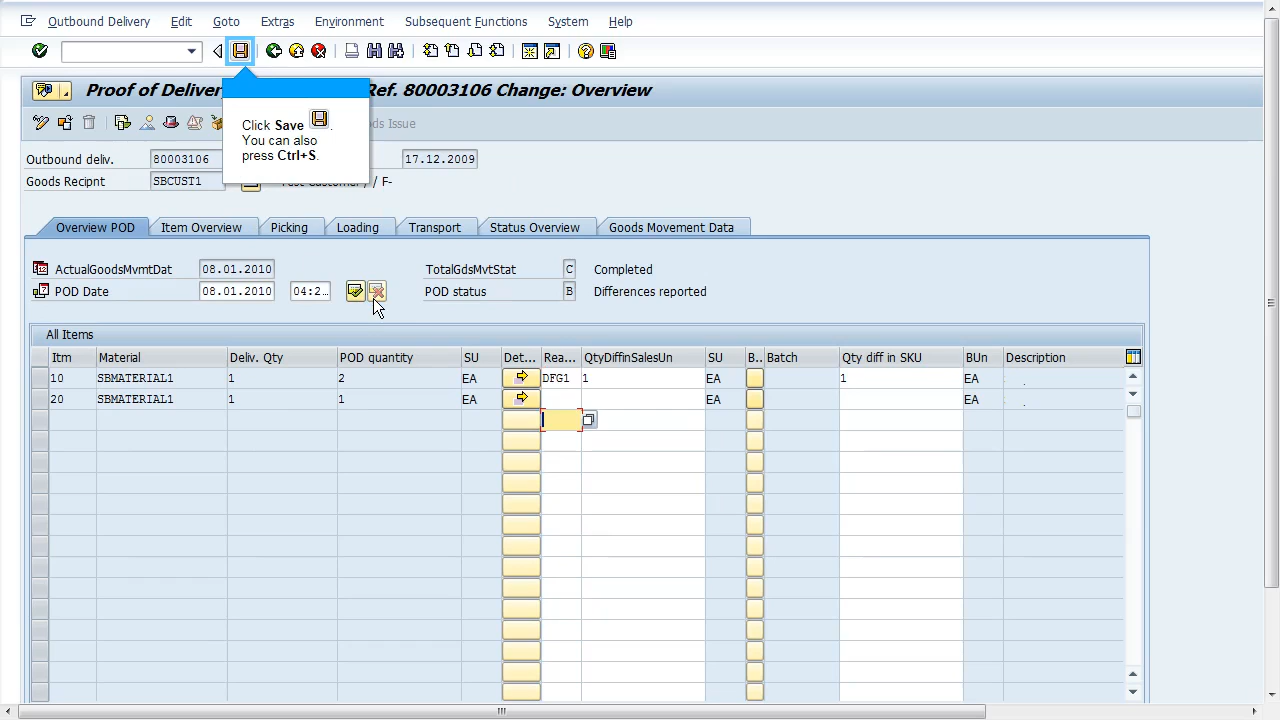 Outbound Delivery Edit Goto Extras Environment Subsequent Functions System Help
Proof of Deliver Ref. 80003106 Change: Overview
Click Save .
You can also
press Ctrl+S.
ds Issue
Outbound deliv. 80003106 17.12.2009
Goods Recipnt SBCUST1 Test Customer / / F-
Overview POD Item Overview Picking Loading Transport Status Overview Goods Movement Data
ActualGoodsMvmtDat 08.01.2010 TotalGdsMvtStat C Completed
POD Date 08.01.2010 04:2... POD status B Differences reported
All Items
Itm Material Deliv. Qty POD quantity SU Det... Rea... QtyDiffinSalesUn SU B.. Batch Qty diff in SKU BUn Description
10 SBMATERIAL1 1 2 EA DFG1 1 EA 1 EA
20 SBMATERIAL1 1 1 EA EA EA